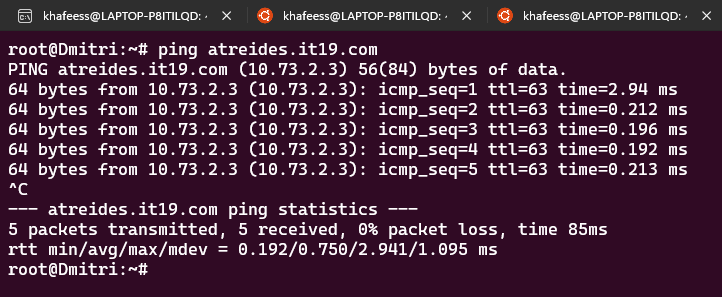 khafeess@LAPTOP-P8ITILQD: ‹ × khafeess@LAPTOP-P8ITILQD: ‹ × khafeess@LAPTOP-P8ITILQD: ‹
root@Dmitri:~# ping atreides.it19.com
PING atreides.it19.com (10.73.2.3) 56(84) bytes of data.
64 bytes from 10.73.2.3 (10.73.2.3): icmp_seq=1 ttl=63 time=2.94 ms
64 bytes from 10.73.2.3 (10.73.2.3): icmp_seq=2 ttl=63 time=0.212 ms
64 bytes from 10.73.2.3 (10.73.2.3): icmp_seq=3 ttl=63 time=0.196 ms
64 bytes from 10.73.2.3 (10.73.2.3): icmp_seq=4 ttl=63 time=0.192 ms
64 bytes from 10.73.2.3 (10.73.2.3): icmp_seq=5 ttl=63 time=0.213 ms
^C
--- atreides.it19.com ping statistics ---
5 packets transmitted, 5 received, 0% packet loss, time 85ms
rtt min/avg/max/mdev = 0.192/0.750/2.941/1.095 ms
root@Dmitri:~#